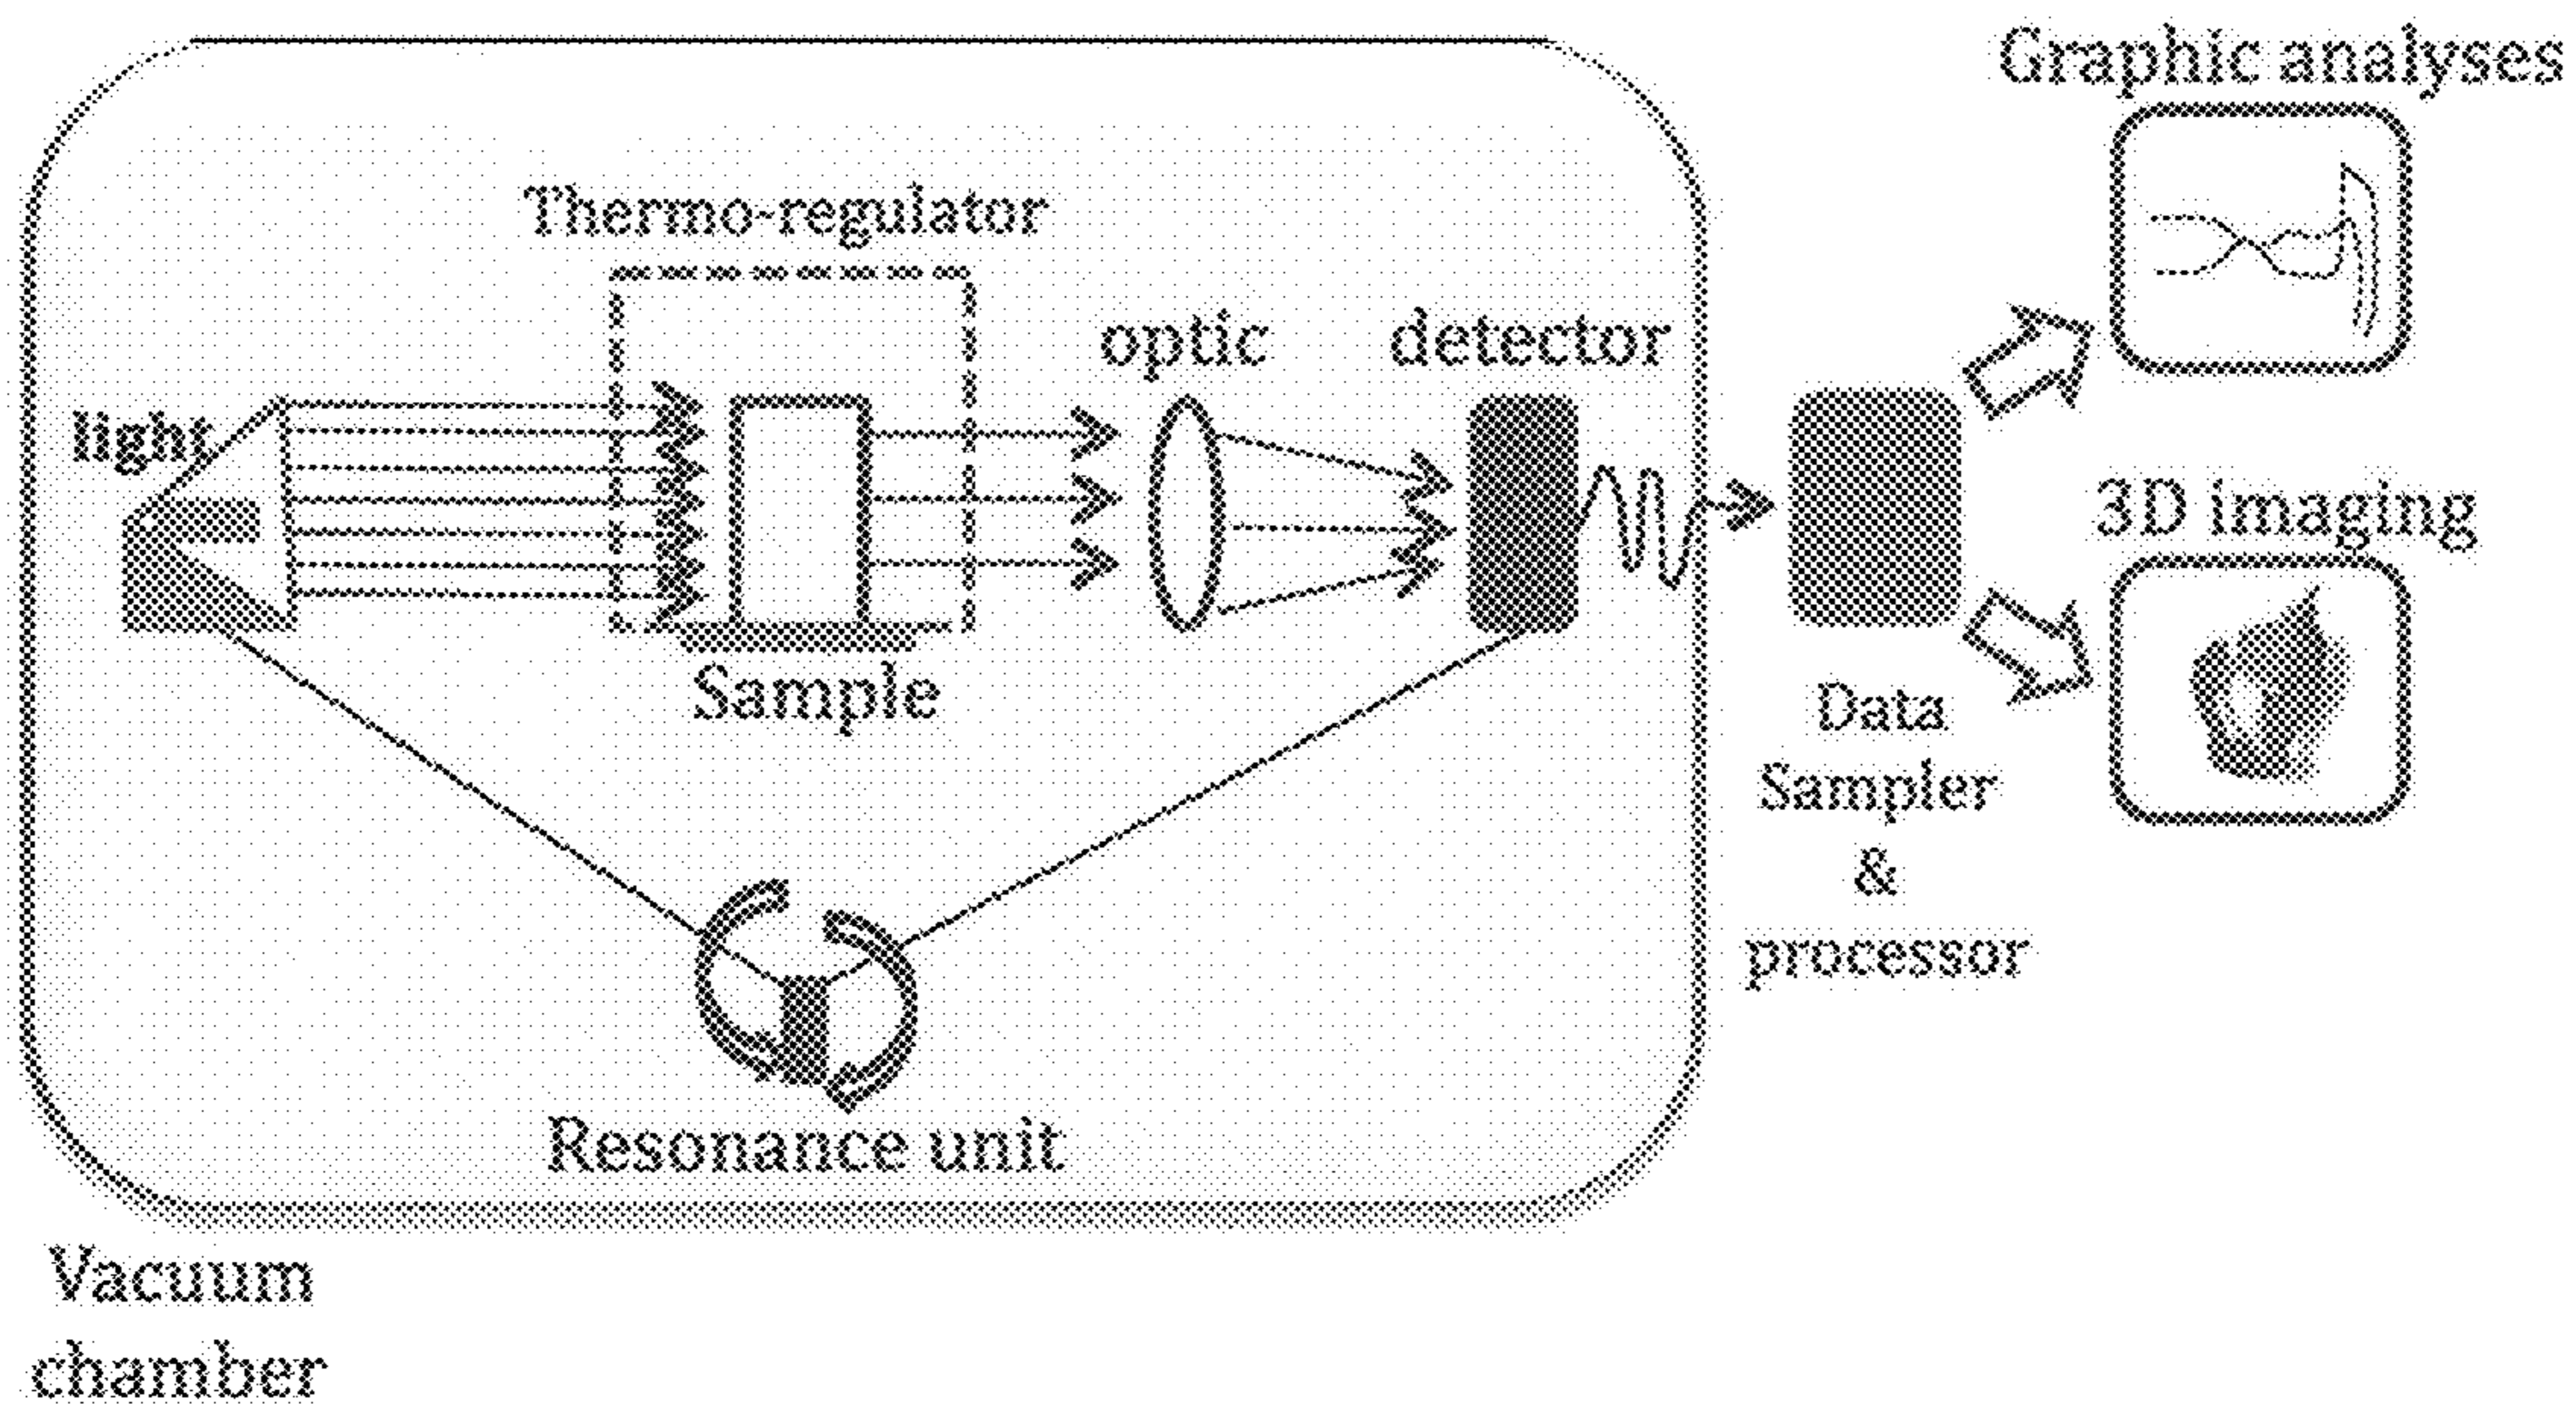 Graphic analyses
Thermo-regulator
optic
detector
light
3D imaging
Sample
Data
Sampler
&
processor
Resonance unit
Vacuum
chamber